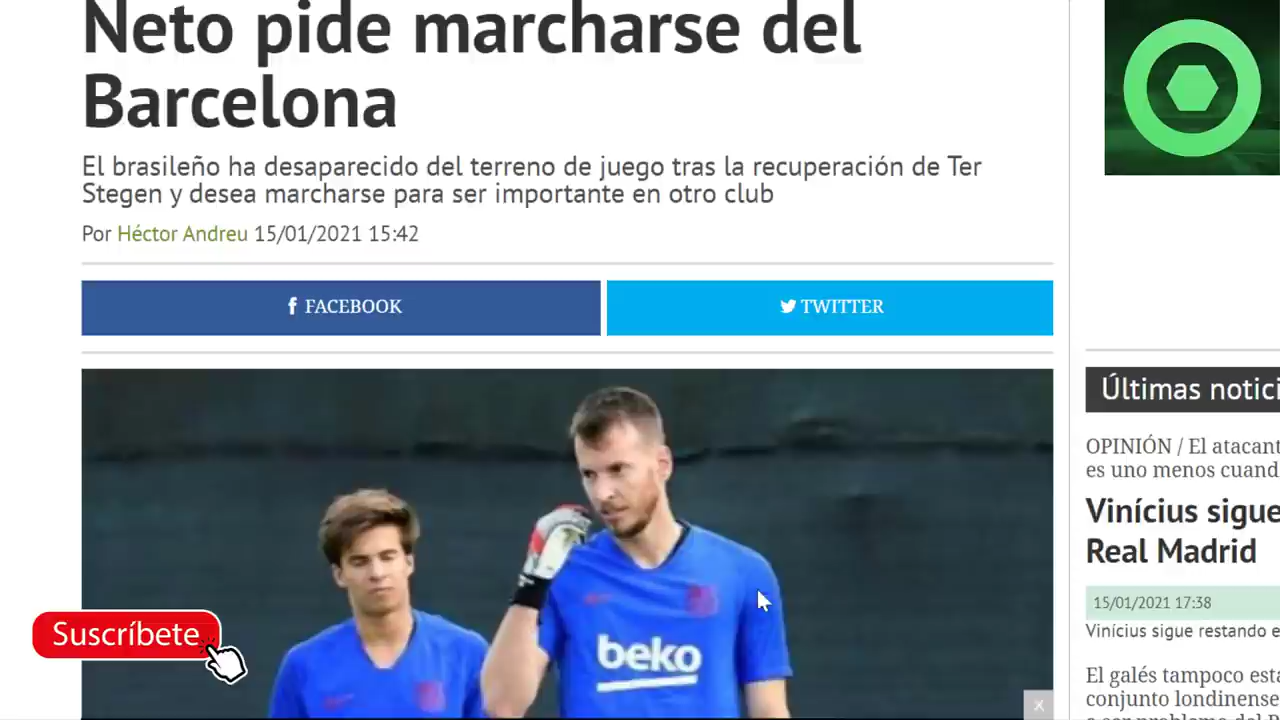 Neto pide marcharse del
Barcelona
El brasileño ha desaparecido del terreno de juego tras la recuperación de Ter
Stegen y desea marcharse para ser importante en otro club
Por Héctor Andreu 15/01/2021 15:42
FACEBOOK
TWITTER
beko
Suscríbete
Últimas notici
OPINIÓN / El atacant
es uno menos cuand
Vinícius sigue
Real Madrid
15/01/2021 17:38
Vinícius sigue restando e
El galés tampoco está
conjunto londinense
X